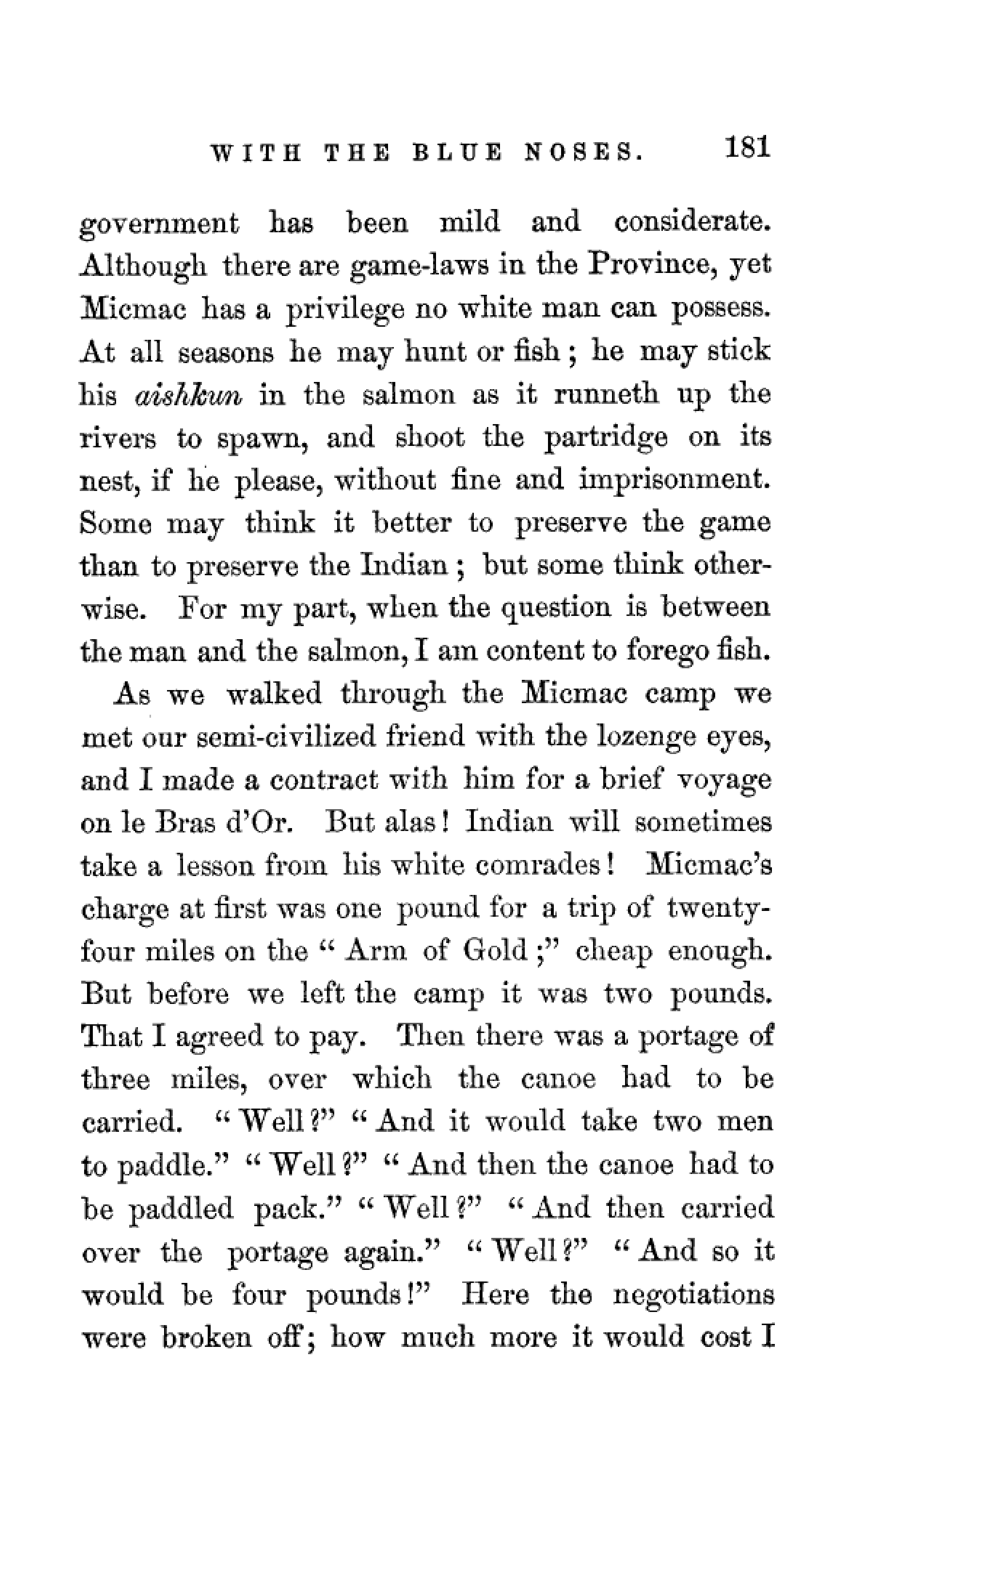 WITH THE BLUE NOSES. 181
government has been mild and considerate.
Although there are game-laws in the Province, yet
Micmac has a privilege no white man can possess.
At all seasons he may hunt or fish; he may stick
his aishkun in the salmon as it runneth up the
rivers to spawn, and shoot the partridge on its
nest, if he please, without fine and imprisonment.
Some may think it better to preserve the game
than to preserve the Indian; but some think other-
wise. For my part, when the question is between
the man and the salmon, I am content to forego fish.
As we walked through the Micmac camp we
met our semi-civilized friend with the lozenge eyes,
and I made a contract with him for a brief voyage
on le Bras d'Or. But alas! Indian will sometimes
take a lesson from his white comrades! Micmac's
charge at first was one pound for a trip of twenty-
four miles on the "Arm of Gold;" cheap enough.
But before we left the camp it was two pounds.
That I agreed to pay. Then there was a portage of
three miles, over which the canoe had to be
carried. "Well?" "And it would take two men
to paddle." "Well?" "And then the canoe had to
be paddled pack." "Well?" "And then carried
over the portage again." "Well?" "And so it
would be four pounds!" Here the negotiations
were broken off; how much more it would cost I